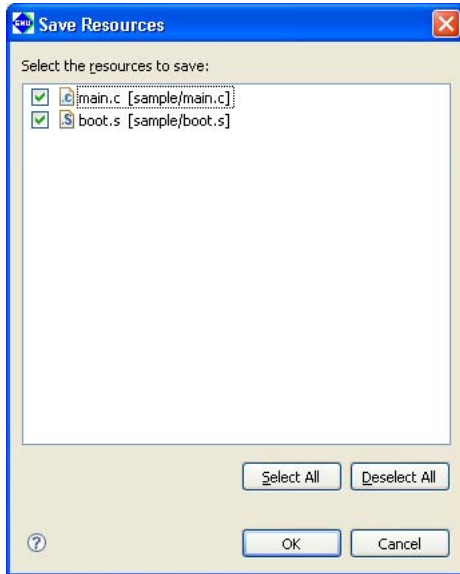 GNU Save Resources
Select the resources to save:
.c main.c [sample/main.c]
.S boot.s [sample/boot.s]
Select All Deselect All
? OK Cancel